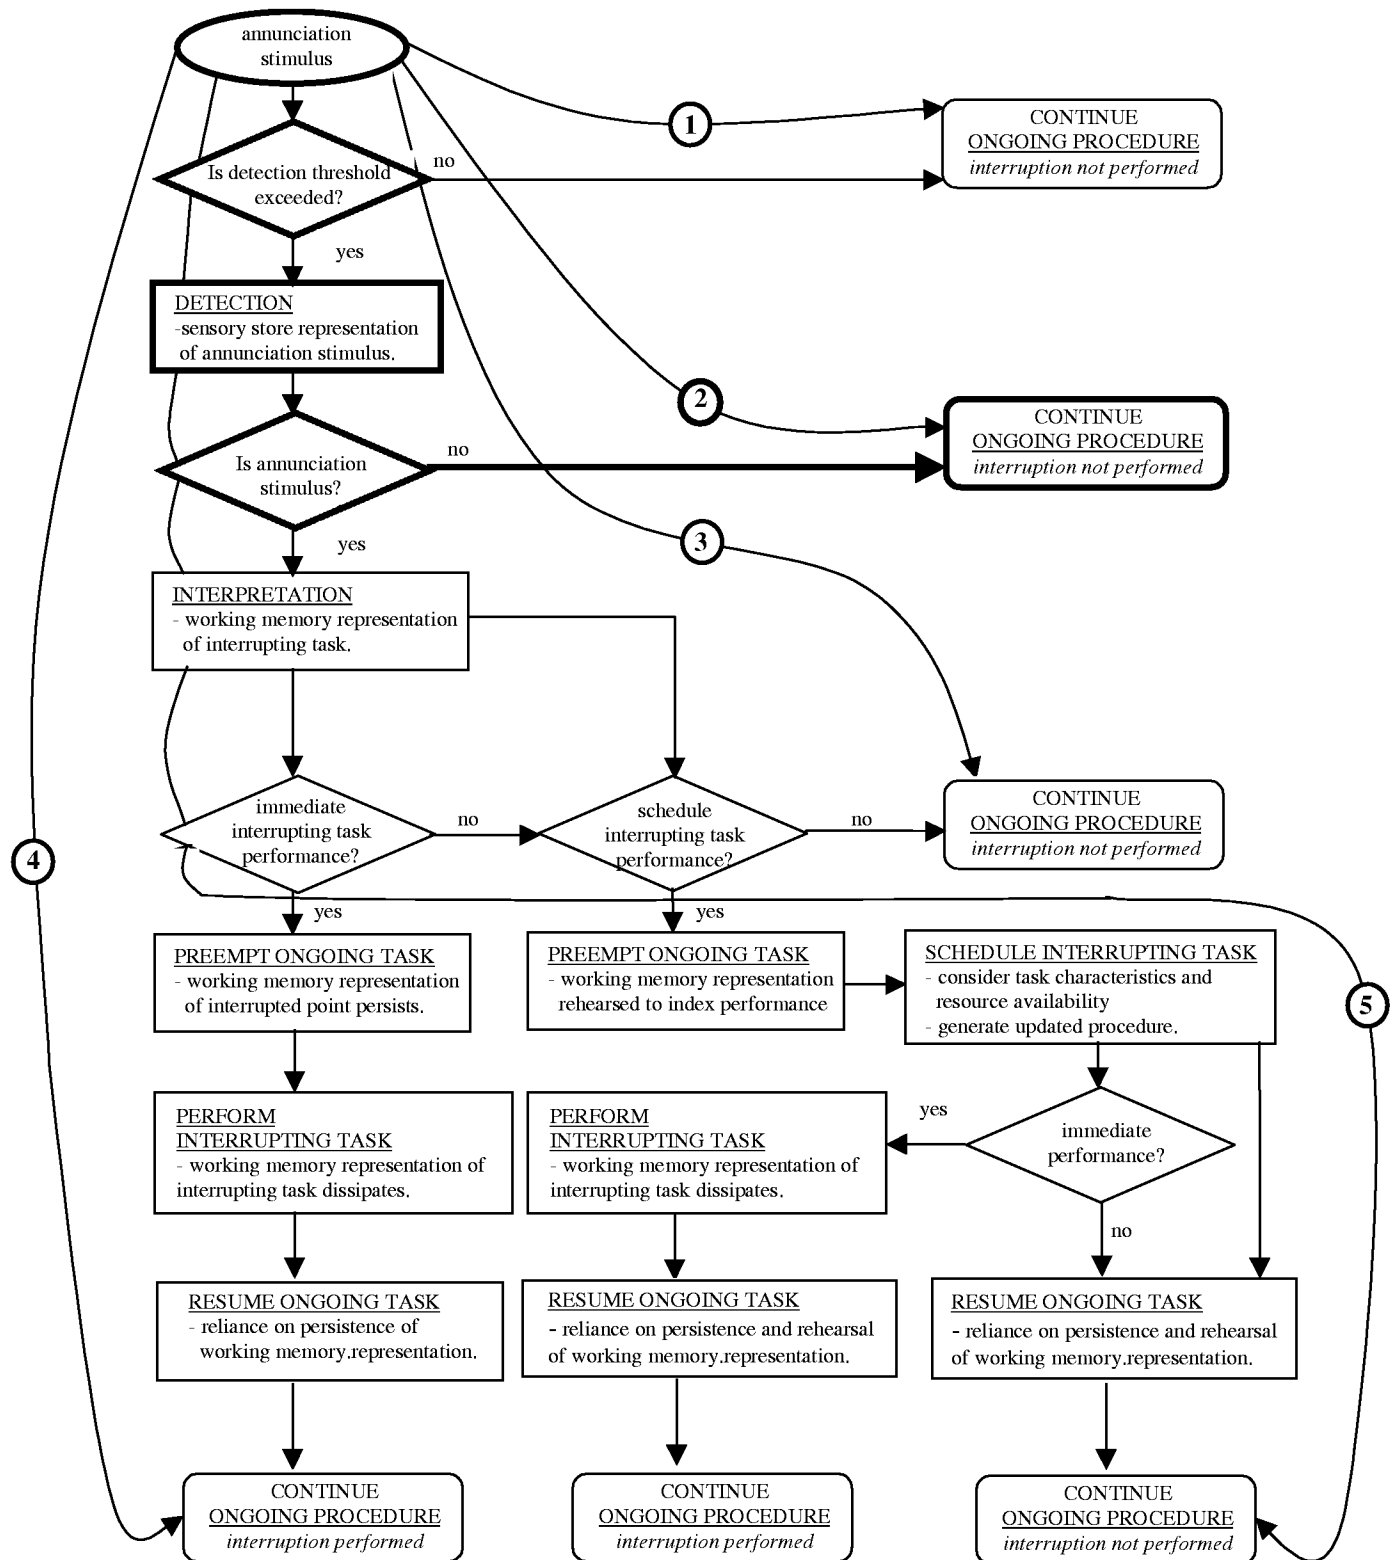 annunciation
stimulus
1
CONTINUE
ONGOING PROCEDURE
interruption not performed
no
Is detection threshold
exceeded?
yes
DETECTION
-sensory store representation
of annunciation stimulus.
2
CONTINUE
ONGOING PROCEDURE
interruption not performed
no
Is annunciation
stimulus?
yes
3
INTERPRETATION
- working memory representation
of interrupting task.
immediate
interrupting task
performance?
no
schedule
interrupting task
performance?
no
CONTINUE
ONGOING PROCEDURE
interruption not performed
4
yes
yes
PREEMPT ONGOING TASK
- working memory representation
of interrupted point persists.
PREEMPT ONGOING TASK
- working memory representation
rehearsed to index performance
SCHEDULE INTERRUPTING TASK
- consider task characteristics and
resource availability
- generate updated procedure.
5
PERFORM
INTERRUPTING TASK
- working memory representation of
interrupting task dissipates.
PERFORM
INTERRUPTING TASK
- working memory representation of
interrupting task dissipates.
yes
immediate
performance?
no
RESUME ONGOING TASK
- reliance on persistence of
working memory.representation.
RESUME ONGOING TASK
- reliance on persistence and rehearsal
of working memory.representation.
RESUME ONGOING TASK
- reliance on persistence and rehearsal
of working memory.representation.
CONTINUE
ONGOING PROCEDURE
interruption performed
CONTINUE
ONGOING PROCEDURE
interruption performed
CONTINUE
ONGOING PROCEDURE
interruption not performed